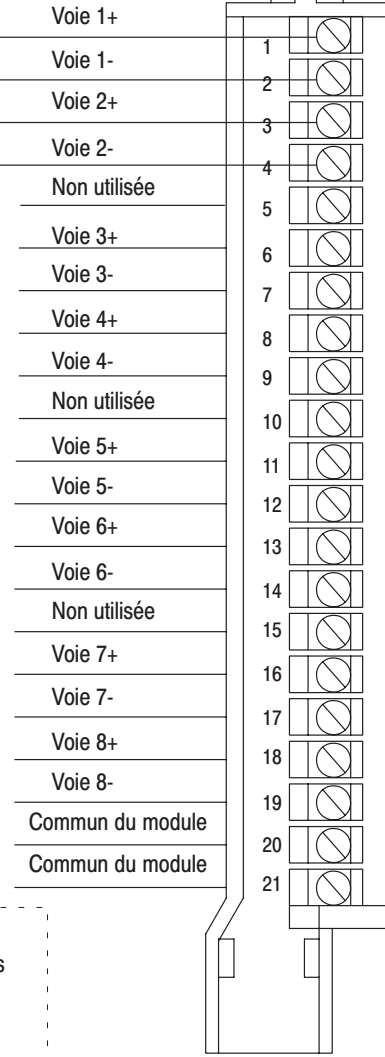 Voie 1+
1
Voie 1-
2
Voie 2+
3
Voie 2-
4
Non utilisée
5
Voie 3+
6
Voie 3-
7
Voie 4+
8
Voie 4-
9
Non utilisée
10
Voie 5+
11
Voie 5-
12
Voie 6+
13
Voie 6-
14
Non utilisée
15
Voie 7+
16
Voie 7-
17
Voie 8+
18
Voie 8-
19
Commun du module
20
Commun du module
21